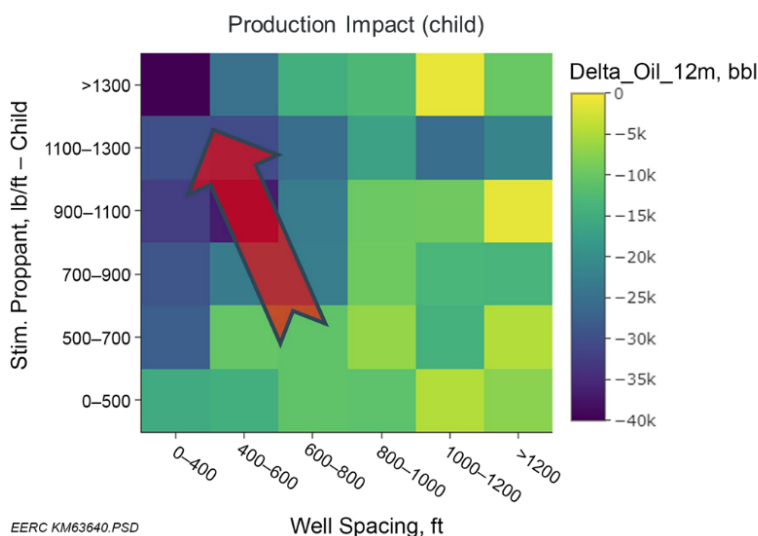 Production Impact (child)
Delta_Oil_12m, bbl
Stim. Proppant, lb/ft – Child
>1300
1100–1300
900–1100
700–900
500–700
0–500
0
−5k
−10k
−15k
−20k
−25k
−30k
−35k
−40k
0–400
400–600
600–800
800–1000
1000–1200
>1200
Well Spacing, ft
EERC KM63640.PSD